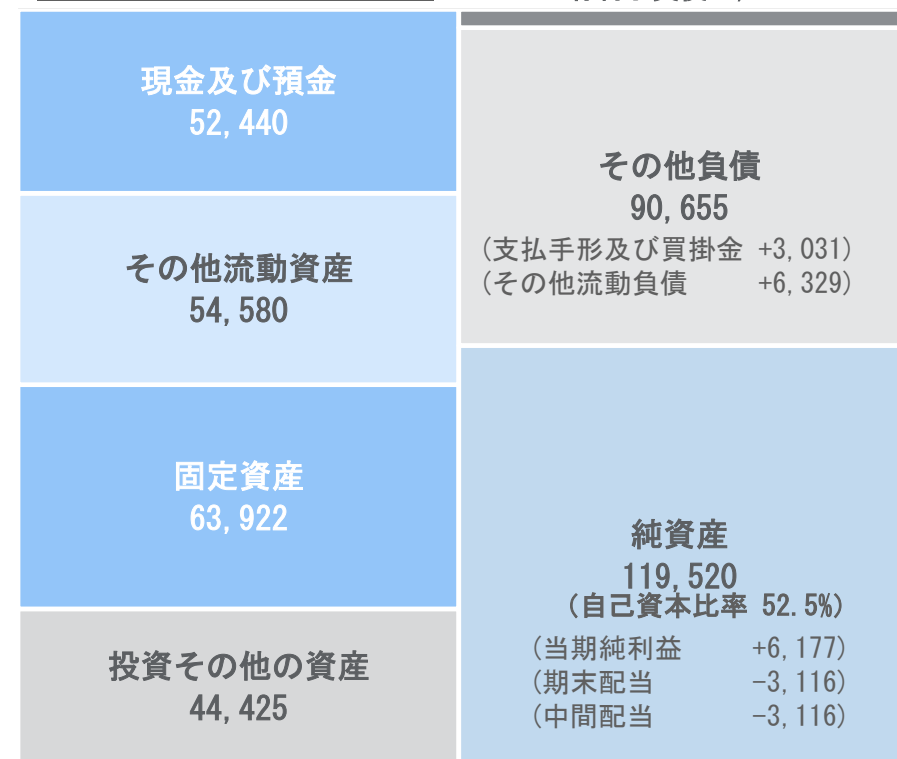 現金及び預金
52,440
その他流動資産
54,580
固定資産
63,922
投資その他の資産
44,425
その他負債
90,655
(支払手形及び買掛金 +3,031)
(その他流動負債 +6,329)
純資産
119,520
(自己資本比率 52.5%)
(当期純利益 +6,177)
(期末配当 -3,116)
(中間配当 -3,116)